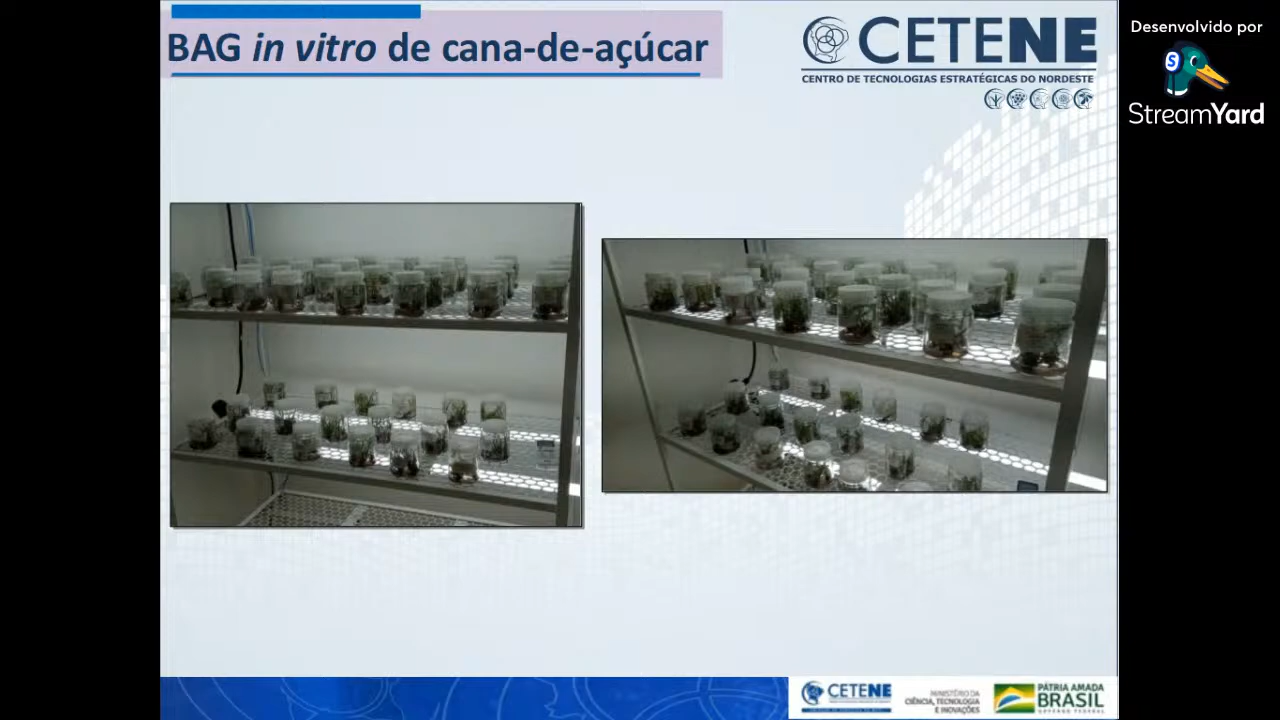 BAG in vitro de cana-de-açúcar
CETENE
CENTRO DE TECNOLOGIAS ESTRATÉGICAS DO NORDESTE
Desenvolvido por
StreamYard
CETENE
MINISTÉRIO DA
CIÊNCIA, TECNOLOGIA
E INOVAÇÕES
PÁTRIA AMADA
BRASIL
GOVERNO FEDERAL